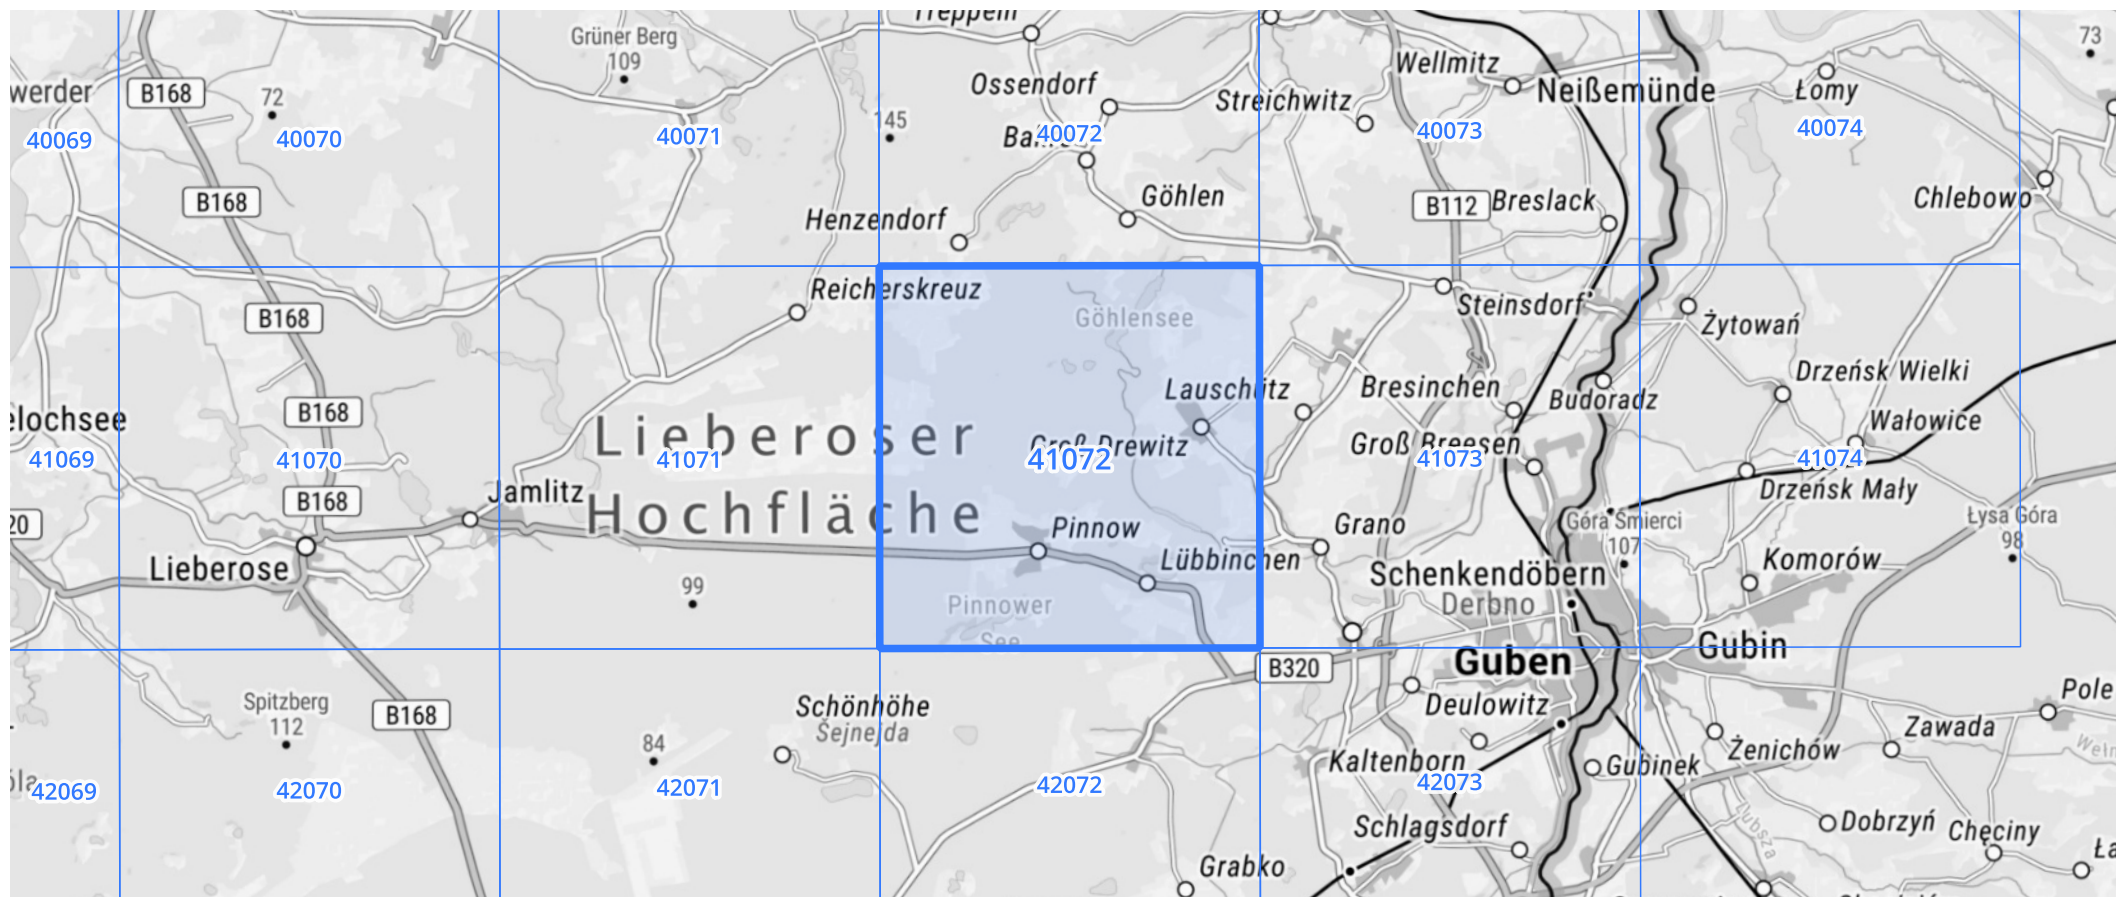 Grüner Berg
109
73
Wellmitz
werder
B168
72
Ossendorf
Streichwitz
Neißemünde
Łomy
145
40069
40070
40071
40072
40073
40074
B168
Henzendorf
Göhlen
B112
Breslack
Chlebowo
Reicherskreuz
B168
Göhlensee
Steinsdorf
Żytowań
Lauschütz
Bresinchen
Budoradz
Drzeńsk Wielki
elochsee
B168
Lieberoser
Groß Drewitz
Groß Breesen
Wałowice
41069
41070
41071
41072
41073
41074
B168
Jamlitz
Hochfläche
Drzeńsk Mały
20
Pinnow
Grano
Góra Śmierci
107
Łysa Góra
98
Lieberose
Lübbinchen
Schenkendöbern
Derbno
Komorów
99
Pinnower
See
B320
Guben
Gubin
Spitzberg
112
B168
Schönhöhe
Šejnejda
Deulowitz
Pole
84
Kaltenborn
Gubinek
Żenichów
Zawada
42069
42070
42071
42072
42073
Schlagsdorf
Lubsza
Dobrzyń
Chęciny
Grabko